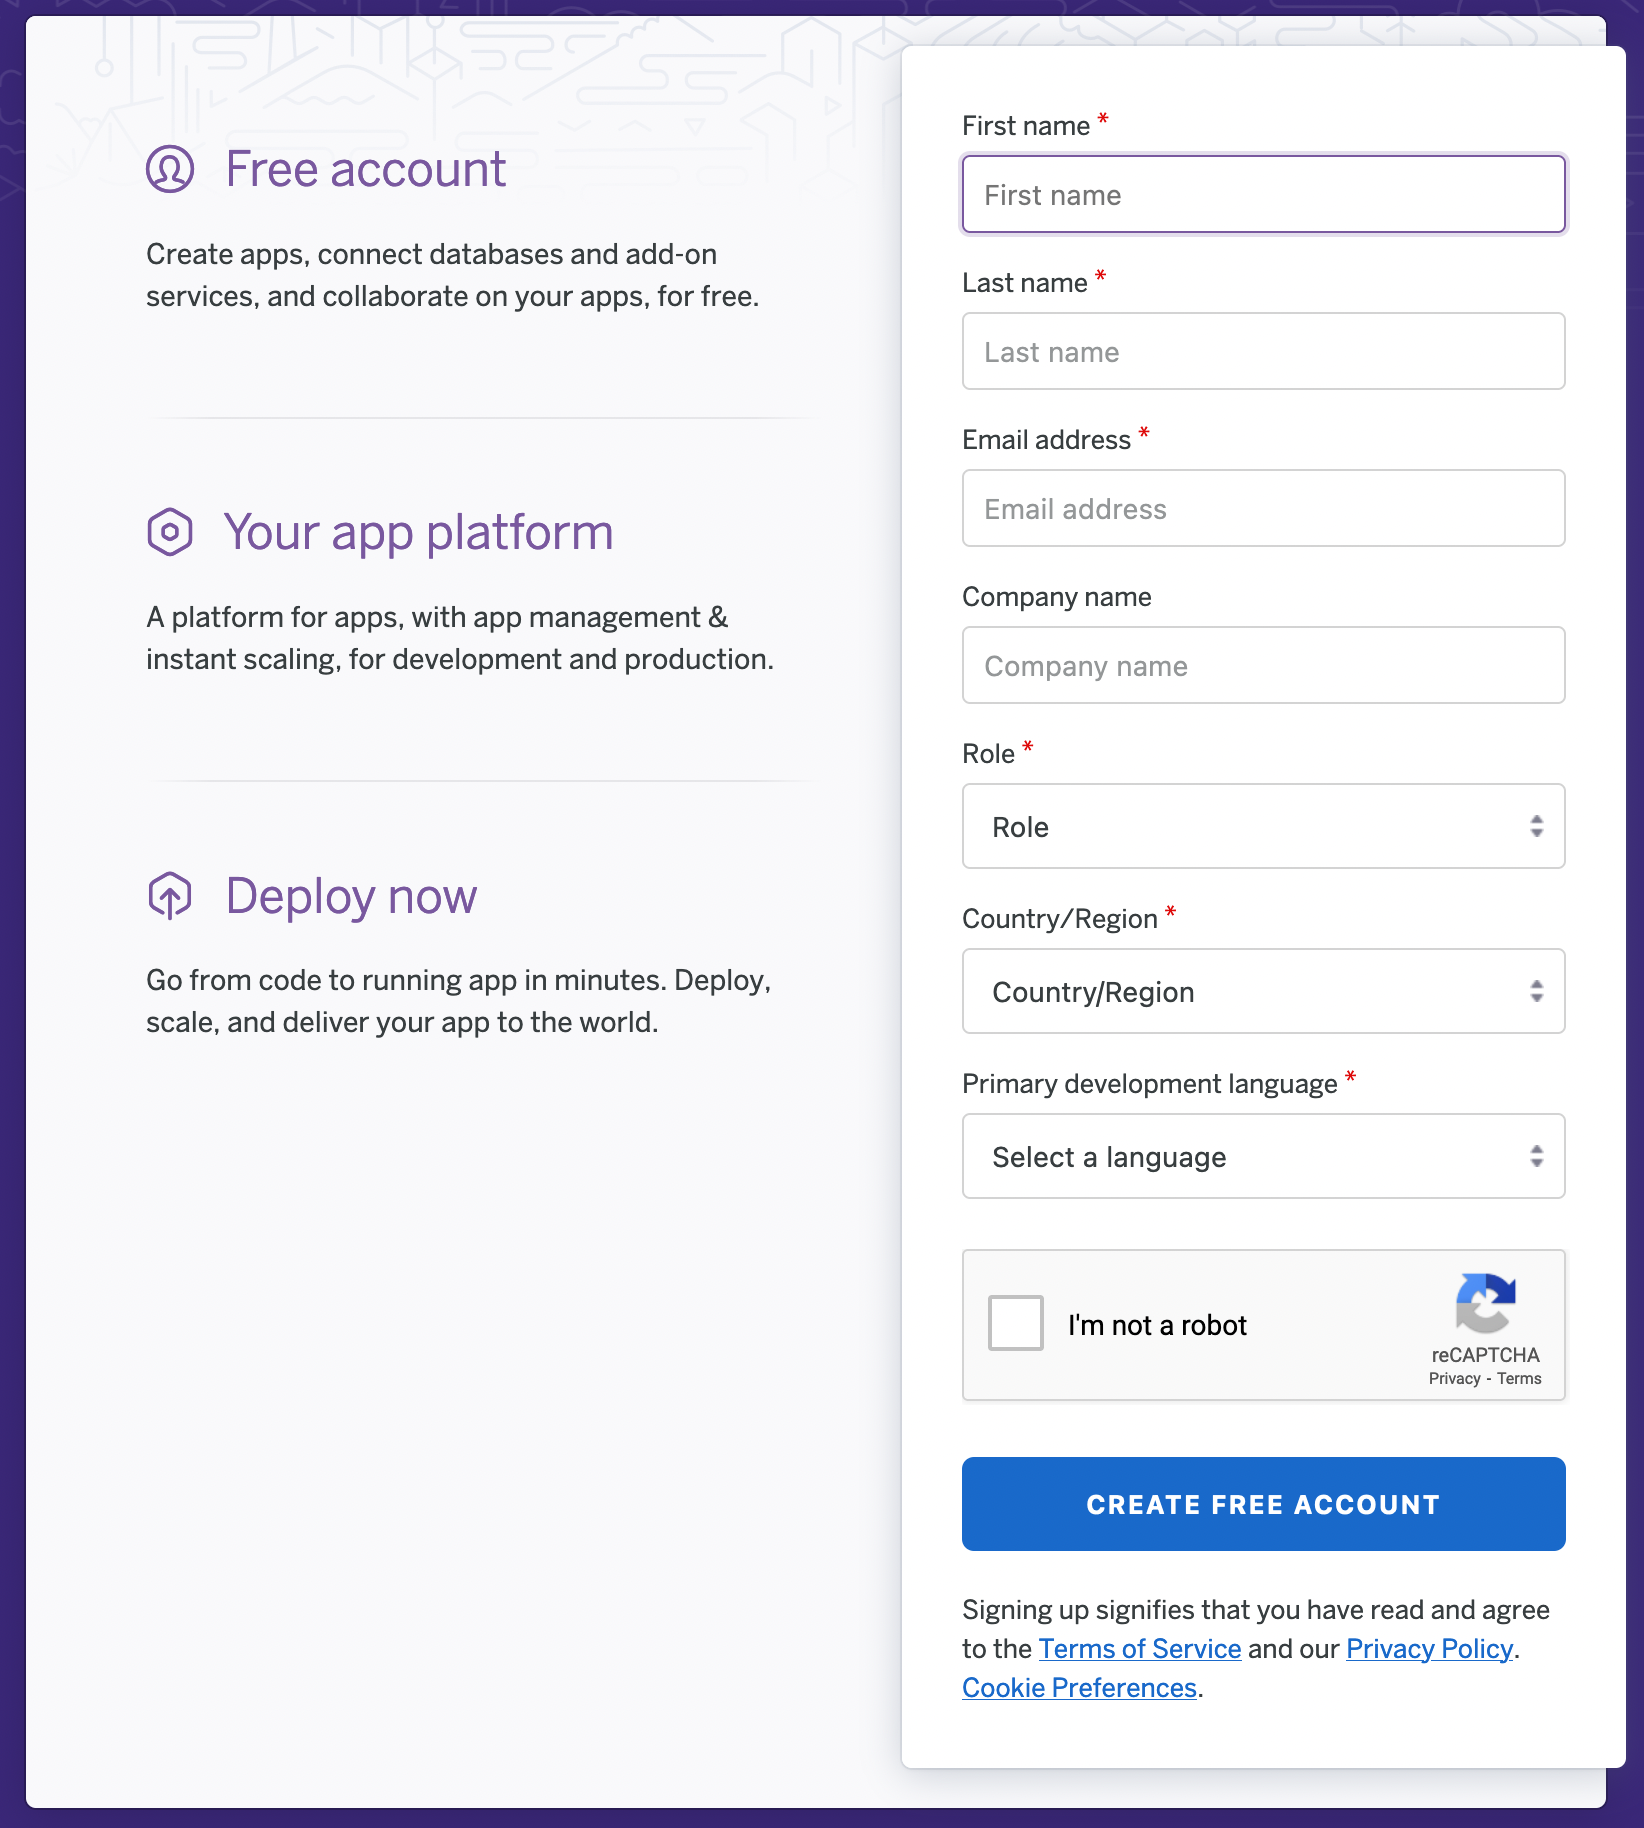 Free account
Create apps, connect databases and add-on
services, and collaborate on your apps, for free.
Your app platform
A platform for apps, with app management &
instant scaling, for development and production.
Deploy now
Go from code to running app in minutes. Deploy,
scale, and deliver your app to the world.
First name *
First name
Last name *
Last name
Email address *
Email address
Company name
Company name
Role *
Role
Country/Region *
Country/Region
Primary development language *
Select a language
I'm not a robot
reCAPTCHA
Privacy - Terms
CREATE FREE ACCOUNT
Signing up signifies that you have read and agree
to the Terms of Service and our Privacy Policy.
Cookie Preferences.